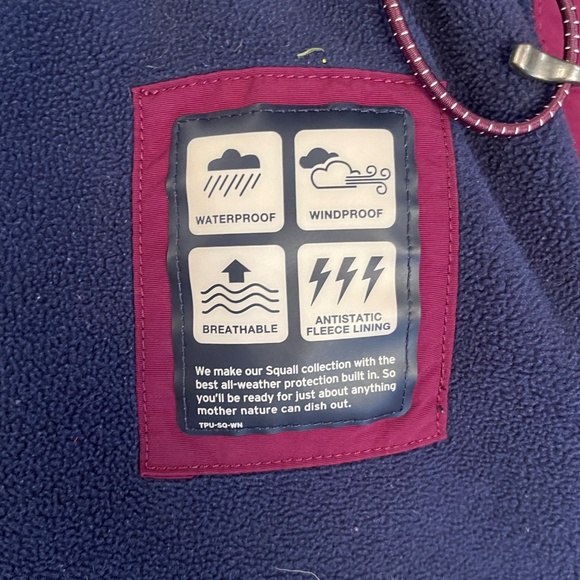 WATERPROOF
WINDPROOF
BREATHABLE
ANTISTATIC
FLEECE LINING
We make our Squall collection with the
best all-weather protection built in. So
you'll be ready for just about anything
mother nature can dish out.
TPU-SQ-WN